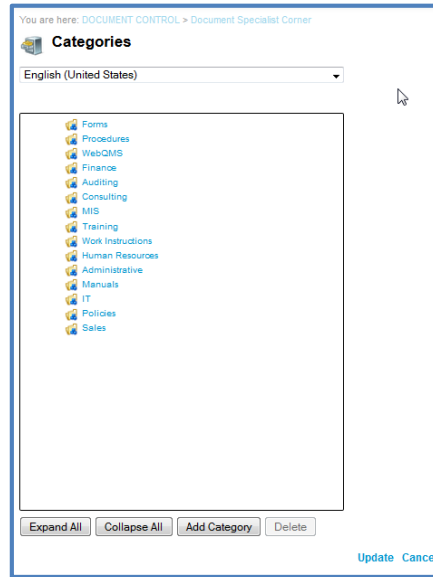 You are here: DOCUMENT CONTROL > Document Specialist Corner
Categories
English (United States)
Forms
Procedures
WebQMS
Finance
Auditing
Consulting
MIS
Training
Work Instructions
Human Resources
Administrative
Manuals
IT
Policies
Sales
Expand All Collapse All Add Category Delete
Update Cance